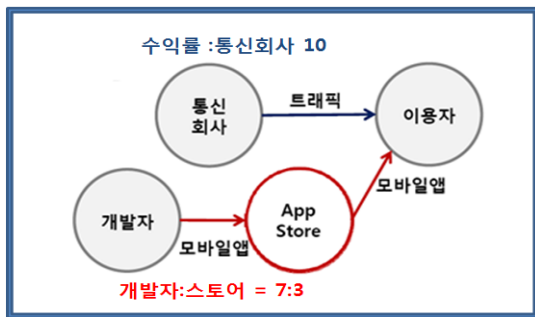 수익률 :통신회사 10
통신
회사
트래픽
이용자
개발자
모바일앱
App
Store
모바일앱
개발자:스토어 = 7:3